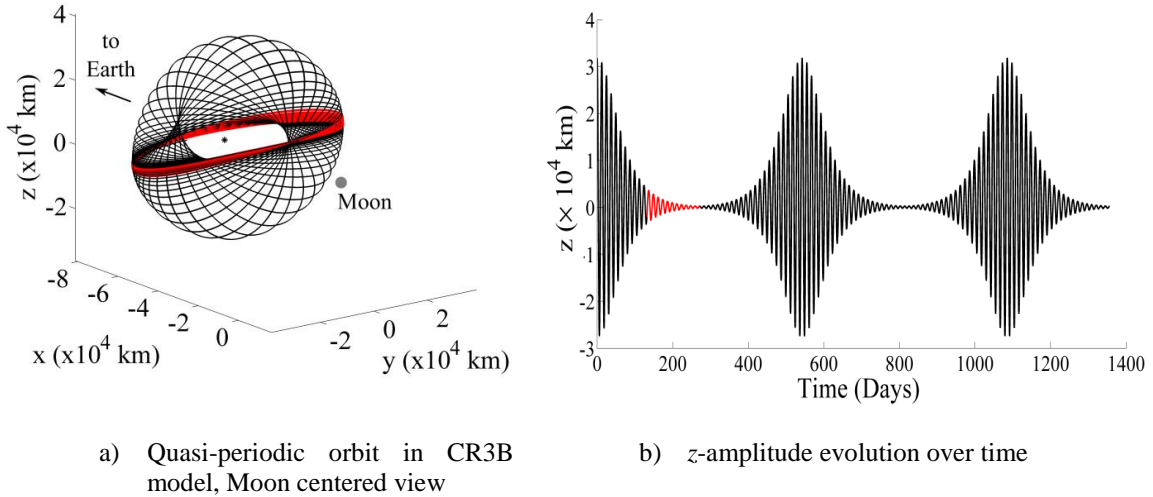 4
2
0
-2
z (x10⁴ km)
to
Earth
Moon
-8
-6
-4
-2
0
x (x10⁴ km)
-2
0
2
y (x10⁴ km)
4
3
2
1
0
-1
-2
-3
z (× 10⁴ km)
0
200
400
600
800
1000
1200
1400
Time (Days)
a) Quasi-periodic orbit in CR3B
model, Moon centered view
b) z-amplitude evolution over time